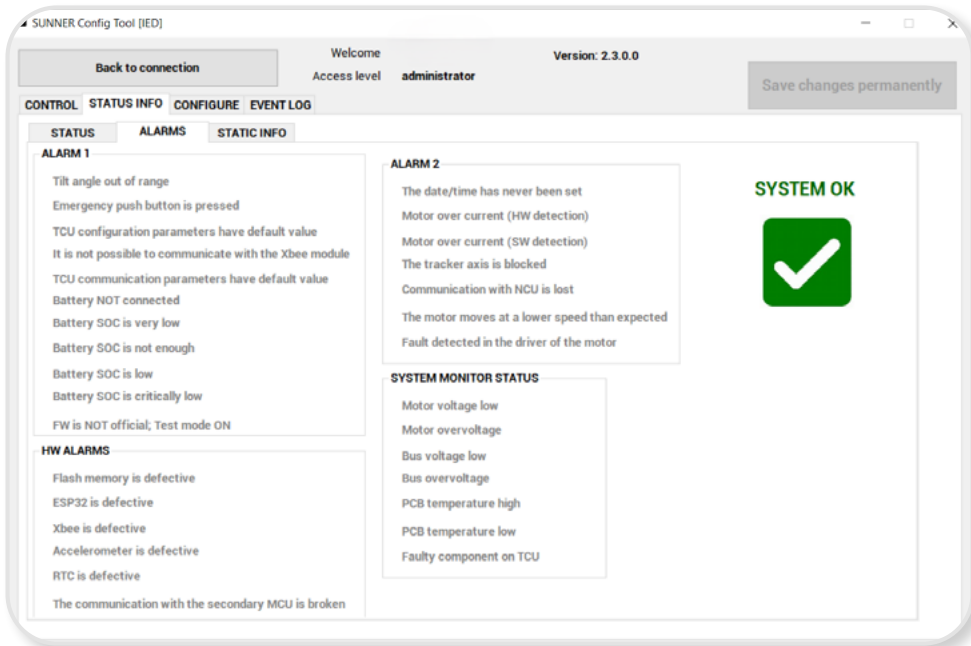 SUNNER Config Tool [IED]
Back to connection
Welcome
Version: 2.3.0.0
Access level administrator
Save changes permanently
CONTROL STATUS INFO CONFIGURE EVENT LOG
STATUS ALARMS STATIC INFO
ALARM 1
Tilt angle out of range
Emergency push button is pressed
TCU configuration parameters have default value
It is not possible to communicate with the Xbee module
TCU communication parameters have default value
Battery NOT connected
Battery SOC is very low
Battery SOC is not enough
Battery SOC is low
Battery SOC is critically low
FW is NOT official; Test mode ON
HW ALARMS
Flash memory is defective
ESP32 is defective
Xbee is defective
Accelerometer is defective
RTC is defective
The communication with the secondary MCU is broken
ALARM 2
The date/time has never been set
Motor over current (HW detection)
Motor over current (SW detection)
The tracker axis is blocked
Communication with NCU is lost
The motor moves at a lower speed than expected
Fault detected in the driver of the motor
SYSTEM MONITOR STATUS
Motor voltage low
Motor overvoltage
Bus voltage low
Bus overvoltage
PCB temperature high
PCB temperature low
Faulty component on TCU
SYSTEM OK